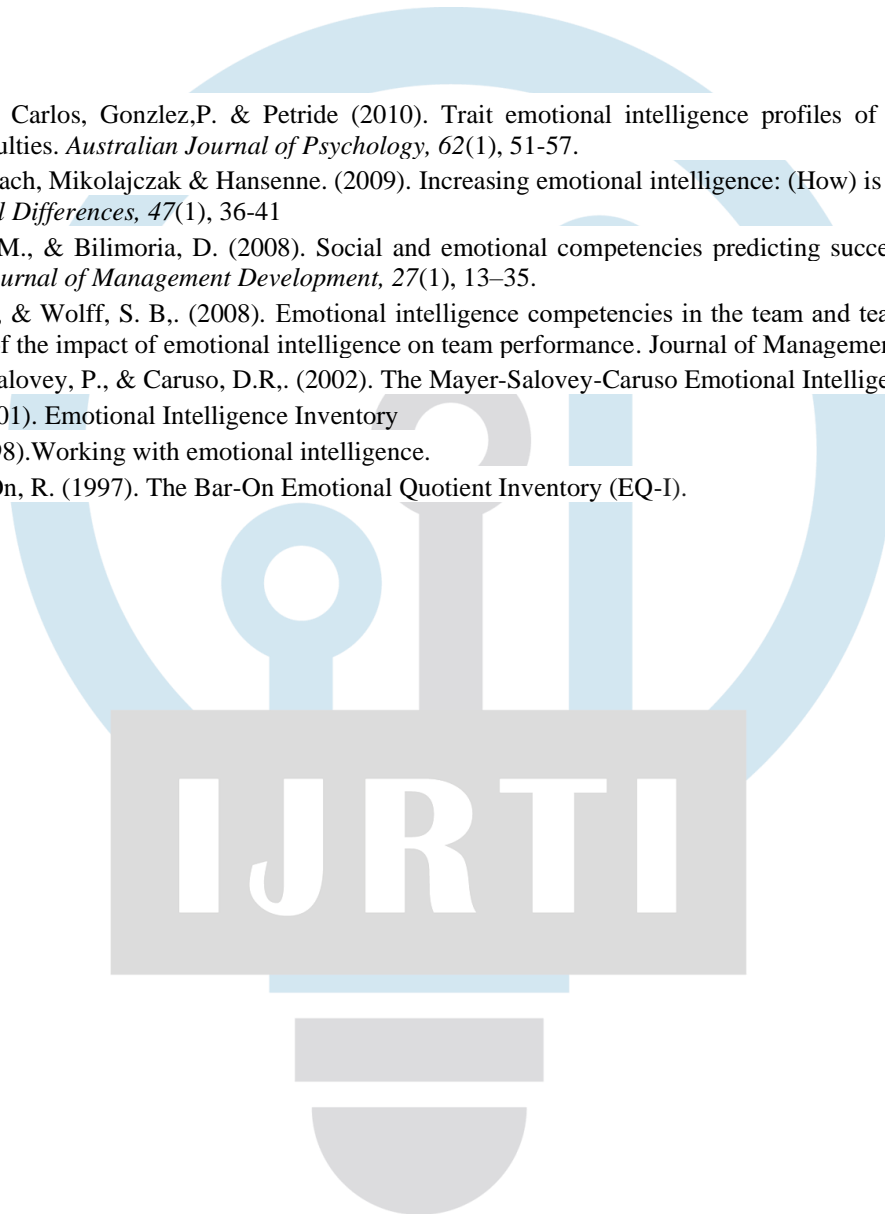 Carlos, Gonzlez,P. & Petride (2010). Trait emotional intelligence profiles of
ulties. Australian Journal of Psychology, 62(1), 51-57.
ach, Mikolajczak & Hansenne. (2009). Increasing emotional intelligence: (How) is
l Differences, 47(1), 36-41
M., & Bilimoria, D. (2008). Social and emotional competencies predicting succe
urnal of Management Development, 27(1), 13–35.
, & Wolff, S. B,. (2008). Emotional intelligence competencies in the team and tea
f the impact of emotional intelligence on team performance. Journal of Managemen
alovey, P., & Caruso, D.R,. (2002). The Mayer-Salovey-Caruso Emotional Intellige
01). Emotional Intelligence Inventory
98).Working with emotional intelligence.
n, R. (1997). The Bar-On Emotional Quotient Inventory (EQ-I).
IJRTI